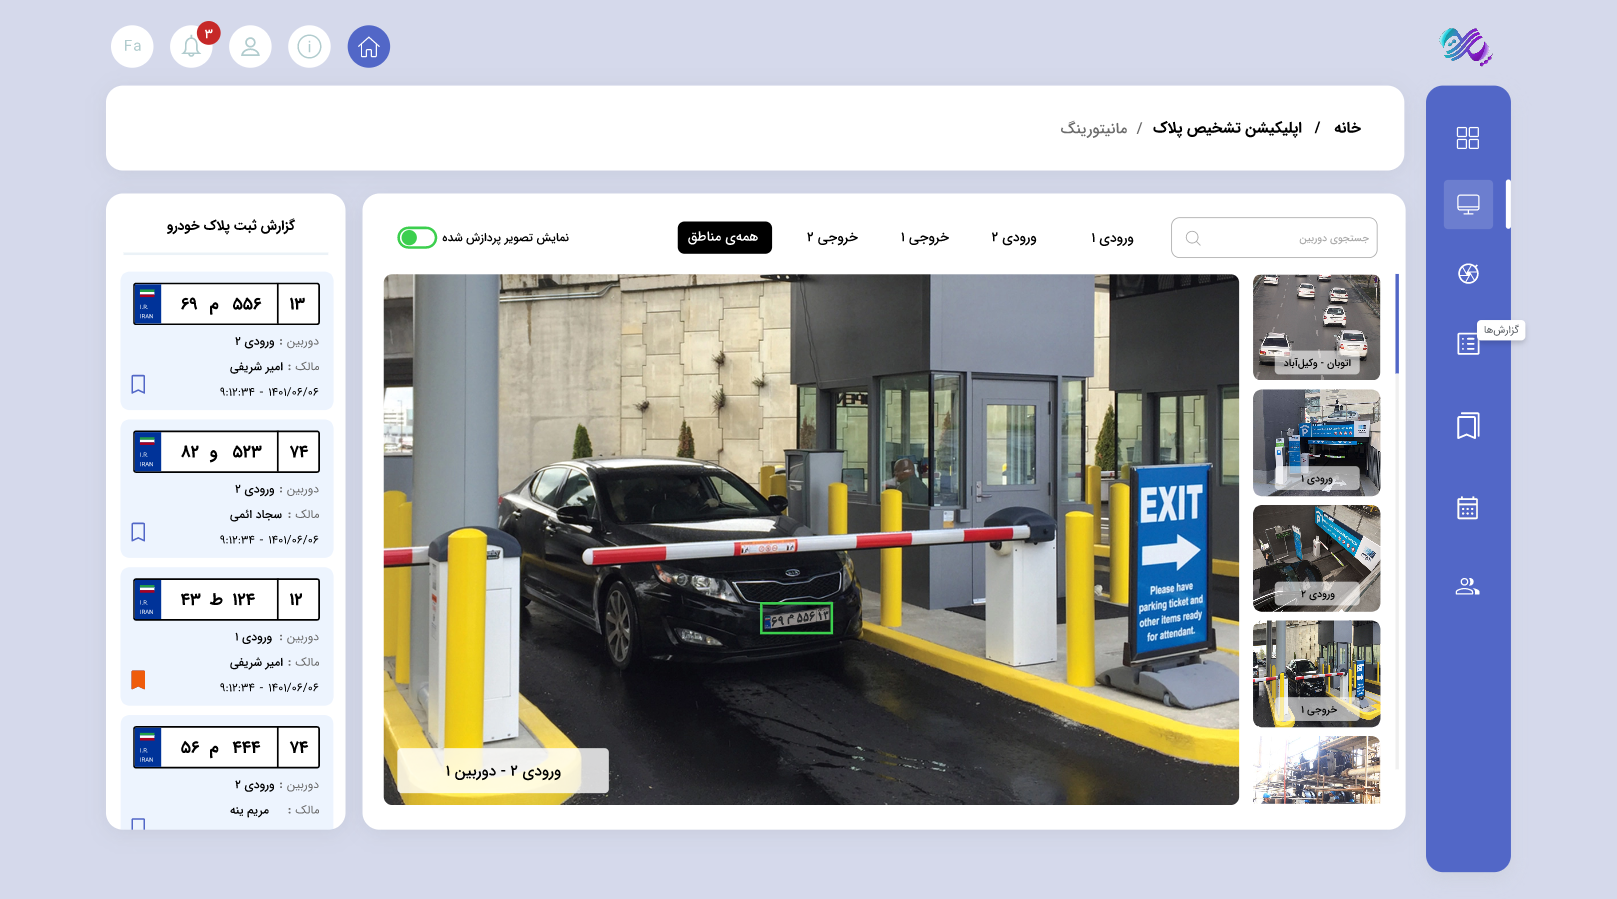 Fa
۳
خانه / اپلیکیشن تشخیص پلاک / مانیتورینگ
گزارش‌ها
جستجوی دوربین
ورودی ۱
ورودی ۲
خروجی ۱
خروجی ۲
همه‌ی مناطق
نمایش تصویر پردازش شده
اتوبان - وکیل‌آباد
ورودی ۱
ورودی ۲
خروجی ۱
EXIT
Please have
parking ticket and
other items ready
for attendant.
۶۹ م ۵۵۶ ۱۳
ورودی ۲ - دوربین ۱
گزارش ثبت پلاک خودرو
I.R.
IRAN
۶۹ م ۵۵۶ ۱۳
دوربین : ورودی ۲
مالک : امیر شریفی
۱۴۰۱/۰۶/۰۶ - ۹:۱۲:۳۴
I.R.
IRAN
۸۲ و ۵۲۳ ۷۴
دوربین : ورودی ۲
مالک : سجاد ائمی
۱۴۰۱/۰۶/۰۶ - ۹:۱۲:۳۴
I.R.
IRAN
۴۳ ط ۱۲۴ ۱۲
دوربین : ورودی ۱
مالک : امیر شریفی
۱۴۰۱/۰۶/۰۶ - ۹:۱۲:۳۴
I.R.
IRAN
۵۶ م ۴۴۴ ۷۴
دوربین : ورودی ۲
مالک : مریم پنه